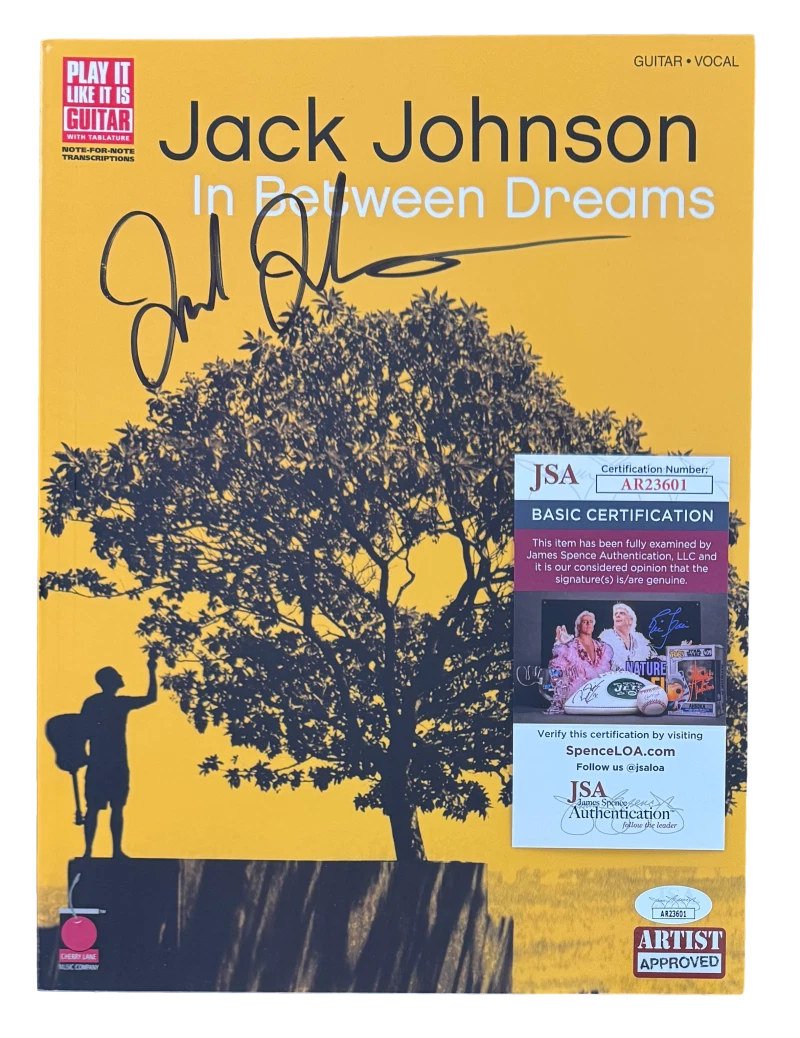 PLAY IT
LIKE IT IS
GUITAR
WITH TABLATURE
NOTE-FOR-NOTE
TRANSCRIPTIONS
GUITAR • VOCAL
Jack Johnson
In Between Dreams
JSA
Certification Number:
AR23601
BASIC CERTIFICATION
This item has been fully examined by
James Spence Authentication, LLC and
it is our considered opinion that the
signature(s) is/are genuine.
NATURE
JETS
Verify this certification by visiting
SpenceLOA.com
Follow us @jsaloa
JSA
James Spence
Authentication
follow the leader
CHERRY LANE
MUSIC COMPANY
AR23601
ARTIST
APPROVED